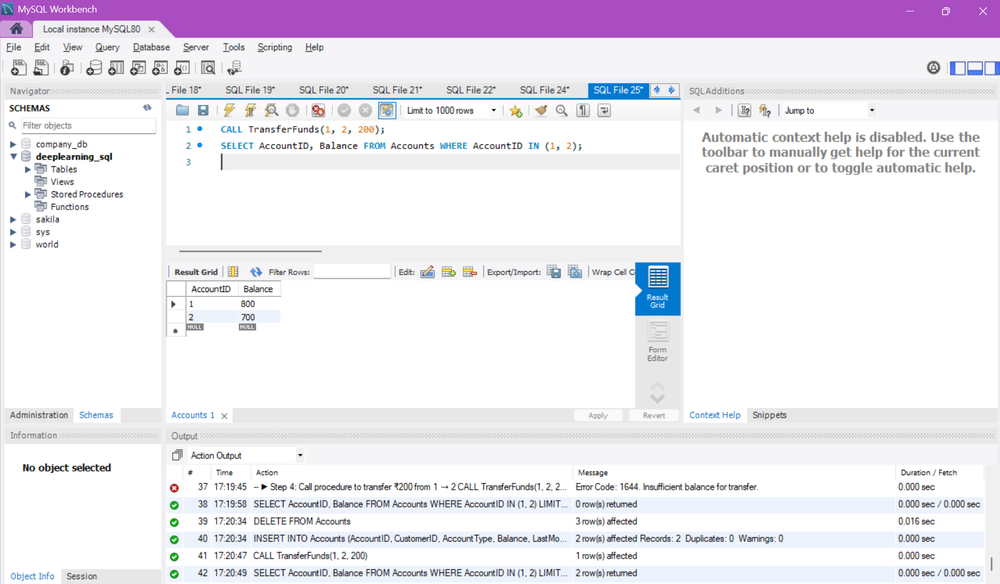 MySQL Workbench
Local instance MySQL80
File Edit View Query Database Server Tools Scripting Help
Navigator
SCHEMAS
Filter objects
company_db
deeplearning_sql
Tables
Views
Stored Procedures
Functions
sakila
sys
world
Administration Schemas
Information
No object selected
Object Info Session
L File 18* SQL File 19* SQL File 20* SQL File 21* SQL File 22* SQL File 24* SQL File 25*
Limit to 1000 rows
1 CALL TransferFunds(1, 2, 200);
2 SELECT AccountID, Balance FROM Accounts WHERE AccountID IN (1, 2);
3
Result Grid Filter Rows: Edit: Export/Import: Wrap Cell C
AccountID Balance
1 800
2 700
NULL NULL
Result
Grid
Form
Editor
Accounts 1 Apply Revert
SQLAdditions
Jump to
Automatic context help is disabled. Use the
toolbar to manually get help for the current
caret position or to toggle automatic help.
Context Help Snippets
Output
Action Output
# Time Action Message Duration / Fetch
37 17:19:45 -- ► Step 4: Call procedure to transfer ₹200 from 1 → 2 CALL TransferFunds(1, 2, 2... Error Code: 1644. Insufficient balance for transfer. 0.000 sec
38 17:19:58 SELECT AccountID, Balance FROM Accounts WHERE AccountID IN (1, 2) LIMIT... 0 row(s) returned 0.000 sec / 0.000 sec
39 17:20:34 DELETE FROM Accounts 3 row(s) affected 0.016 sec
40 17:20:34 INSERT INTO Accounts (AccountID, CustomerID, AccountType, Balance, LastMo... 2 row(s) affected Records: 2 Duplicates: 0 Warnings: 0 0.000 sec
41 17:20:47 CALL TransferFunds(1, 2, 200) 1 row(s) affected 0.000 sec
42 17:20:49 SELECT AccountID, Balance FROM Accounts WHERE AccountID IN (1, 2) LIMIT... 2 row(s) returned 0.000 sec / 0.000 sec